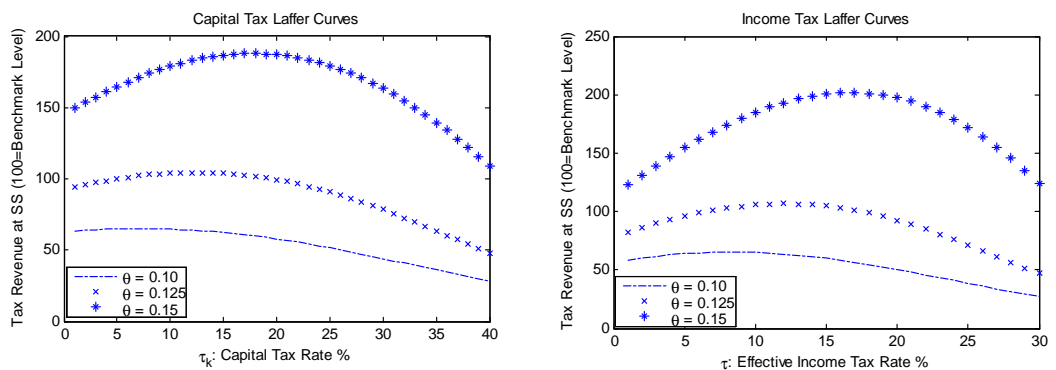 Capital Tax Laffer Curves
200
150
100
50
0
0 5 10 15 20 25 30 35 40
Tax Revenue at SS (100=Benchmark Level)
τk: Capital Tax Rate %
θ = 0.10
θ = 0.125
θ = 0.15
Income Tax Laffer Curves
250
200
150
100
50
0
0 5 10 15 20 25 30
Tax Revenue at SS (100=Benchmark Level)
τ: Effective Income Tax Rate %
θ = 0.10
θ = 0.125
θ = 0.15